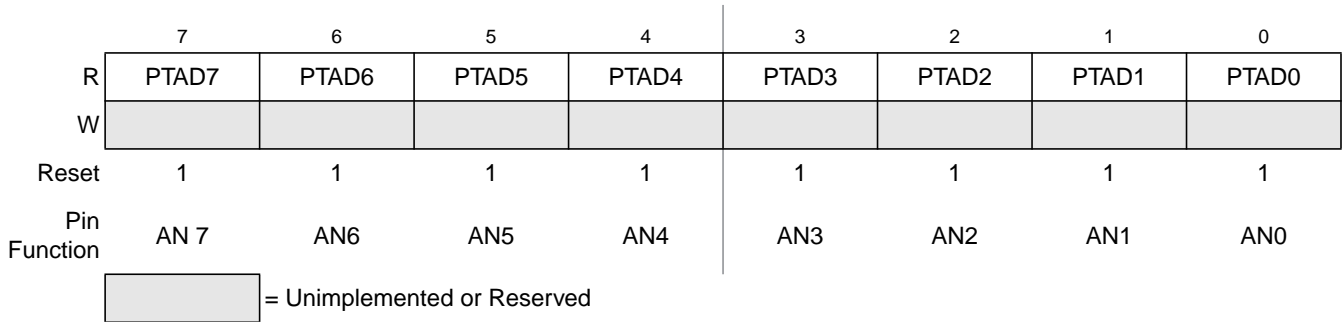 7 6 5 4 3 2 1 0
R PTAD7 PTAD6 PTAD5 PTAD4 PTAD3 PTAD2 PTAD1 PTAD0
W
Reset 1 1 1 1 1 1 1 1
Pin
Function AN 7 AN6 AN5 AN4 AN3 AN2 AN1 AN0
= Unimplemented or Reserved